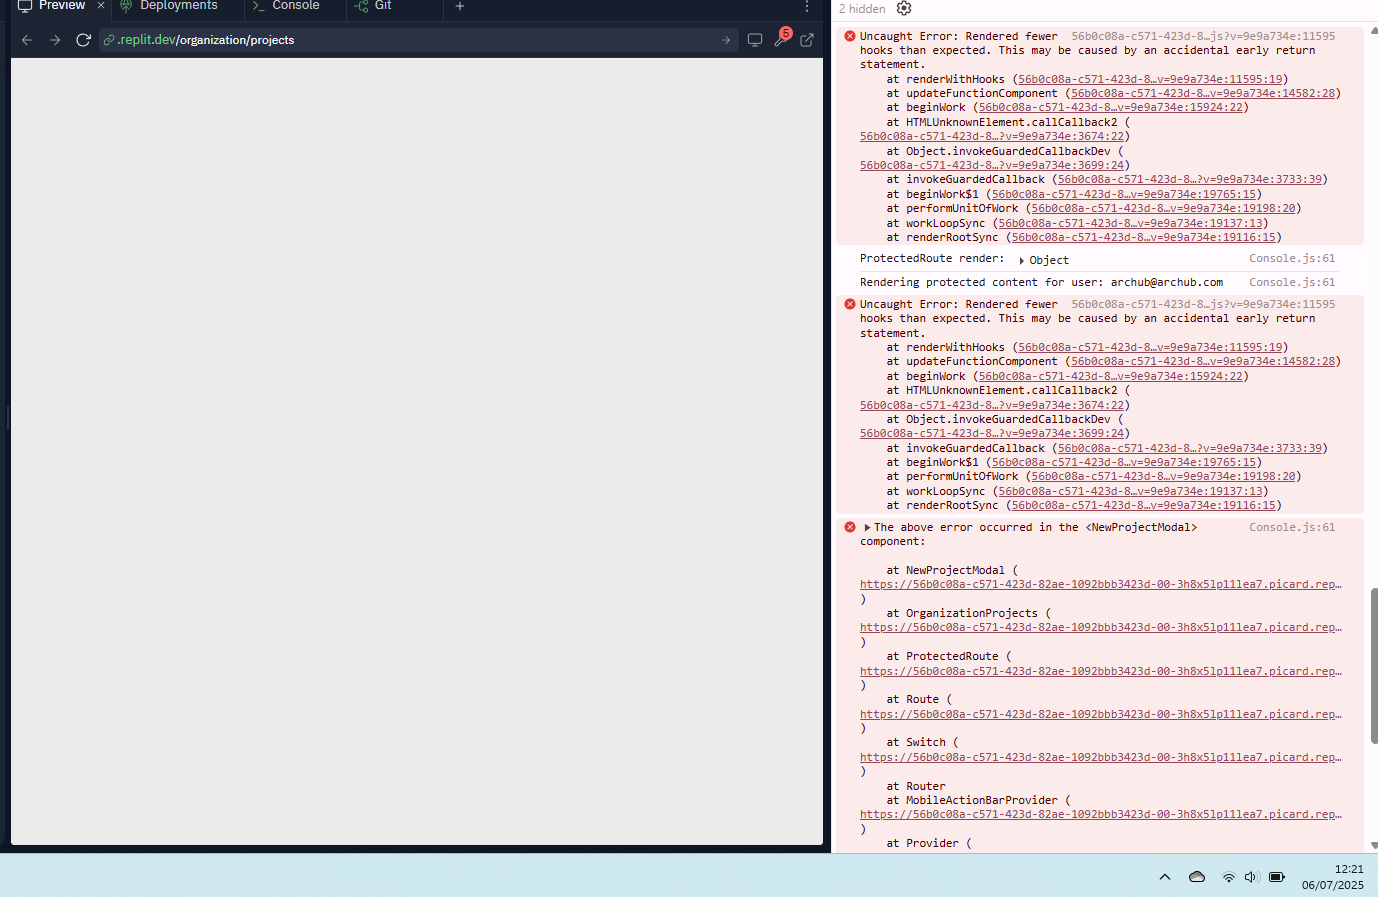 Preview × Deployments >_ Console Git +
.replit.dev/organization/projects
5
2 hidden
Uncaught Error: Rendered fewer 56b0c08a-c571-423d-8…js?v=9e9a734e:11595
hooks than expected. This may be caused by an accidental early return
statement.
at renderWithHooks (56b0c08a-c571-423d-8…v=9e9a734e:11595:19)
at updateFunctionComponent (56b0c08a-c571-423d-8…v=9e9a734e:14582:28)
at beginWork (56b0c08a-c571-423d-8…v=9e9a734e:15924:22)
at HTMLUnknownElement.callCallback2 (
56b0c08a-c571-423d-8…?v=9e9a734e:3674:22)
at Object.invokeGuardedCallbackDev (
56b0c08a-c571-423d-8…?v=9e9a734e:3699:24)
at invokeGuardedCallback (56b0c08a-c571-423d-8…?v=9e9a734e:3733:39)
at beginWork$1 (56b0c08a-c571-423d-8…v=9e9a734e:19765:15)
at performUnitOfWork (56b0c08a-c571-423d-8…v=9e9a734e:19198:20)
at workLoopSync (56b0c08a-c571-423d-8…v=9e9a734e:19137:13)
at renderRootSync (56b0c08a-c571-423d-8…v=9e9a734e:19116:15)
ProtectedRoute render: Object Console.js:61
Rendering protected content for user: archub@archub.com Console.js:61
Uncaught Error: Rendered fewer 56b0c08a-c571-423d-8…js?v=9e9a734e:11595
hooks than expected. This may be caused by an accidental early return
statement.
at renderWithHooks (56b0c08a-c571-423d-8…v=9e9a734e:11595:19)
at updateFunctionComponent (56b0c08a-c571-423d-8…v=9e9a734e:14582:28)
at beginWork (56b0c08a-c571-423d-8…v=9e9a734e:15924:22)
at HTMLUnknownElement.callCallback2 (
56b0c08a-c571-423d-8…?v=9e9a734e:3674:22)
at Object.invokeGuardedCallbackDev (
56b0c08a-c571-423d-8…?v=9e9a734e:3699:24)
at invokeGuardedCallback (56b0c08a-c571-423d-8…?v=9e9a734e:3733:39)
at beginWork$1 (56b0c08a-c571-423d-8…v=9e9a734e:19765:15)
at performUnitOfWork (56b0c08a-c571-423d-8…v=9e9a734e:19198:20)
at workLoopSync (56b0c08a-c571-423d-8…v=9e9a734e:19137:13)
at renderRootSync (56b0c08a-c571-423d-8…v=9e9a734e:19116:15)
The above error occurred in the <NewProjectModal> Console.js:61
component:
at NewProjectModal (
https://56b0c08a-c571-423d-82ae-1092bbb3423d-00-3h8x5lp11lea7.picard.rep…
)
at OrganizationProjects (
https://56b0c08a-c571-423d-82ae-1092bbb3423d-00-3h8x5lp11lea7.picard.rep…
)
at ProtectedRoute (
https://56b0c08a-c571-423d-82ae-1092bbb3423d-00-3h8x5lp11lea7.picard.rep…
)
at Route (
https://56b0c08a-c571-423d-82ae-1092bbb3423d-00-3h8x5lp11lea7.picard.rep…
)
at Switch (
https://56b0c08a-c571-423d-82ae-1092bbb3423d-00-3h8x5lp11lea7.picard.rep…
)
at Router
at MobileActionBarProvider (
https://56b0c08a-c571-423d-82ae-1092bbb3423d-00-3h8x5lp11lea7.picard.rep…
)
at Provider (
12:21
06/07/2025